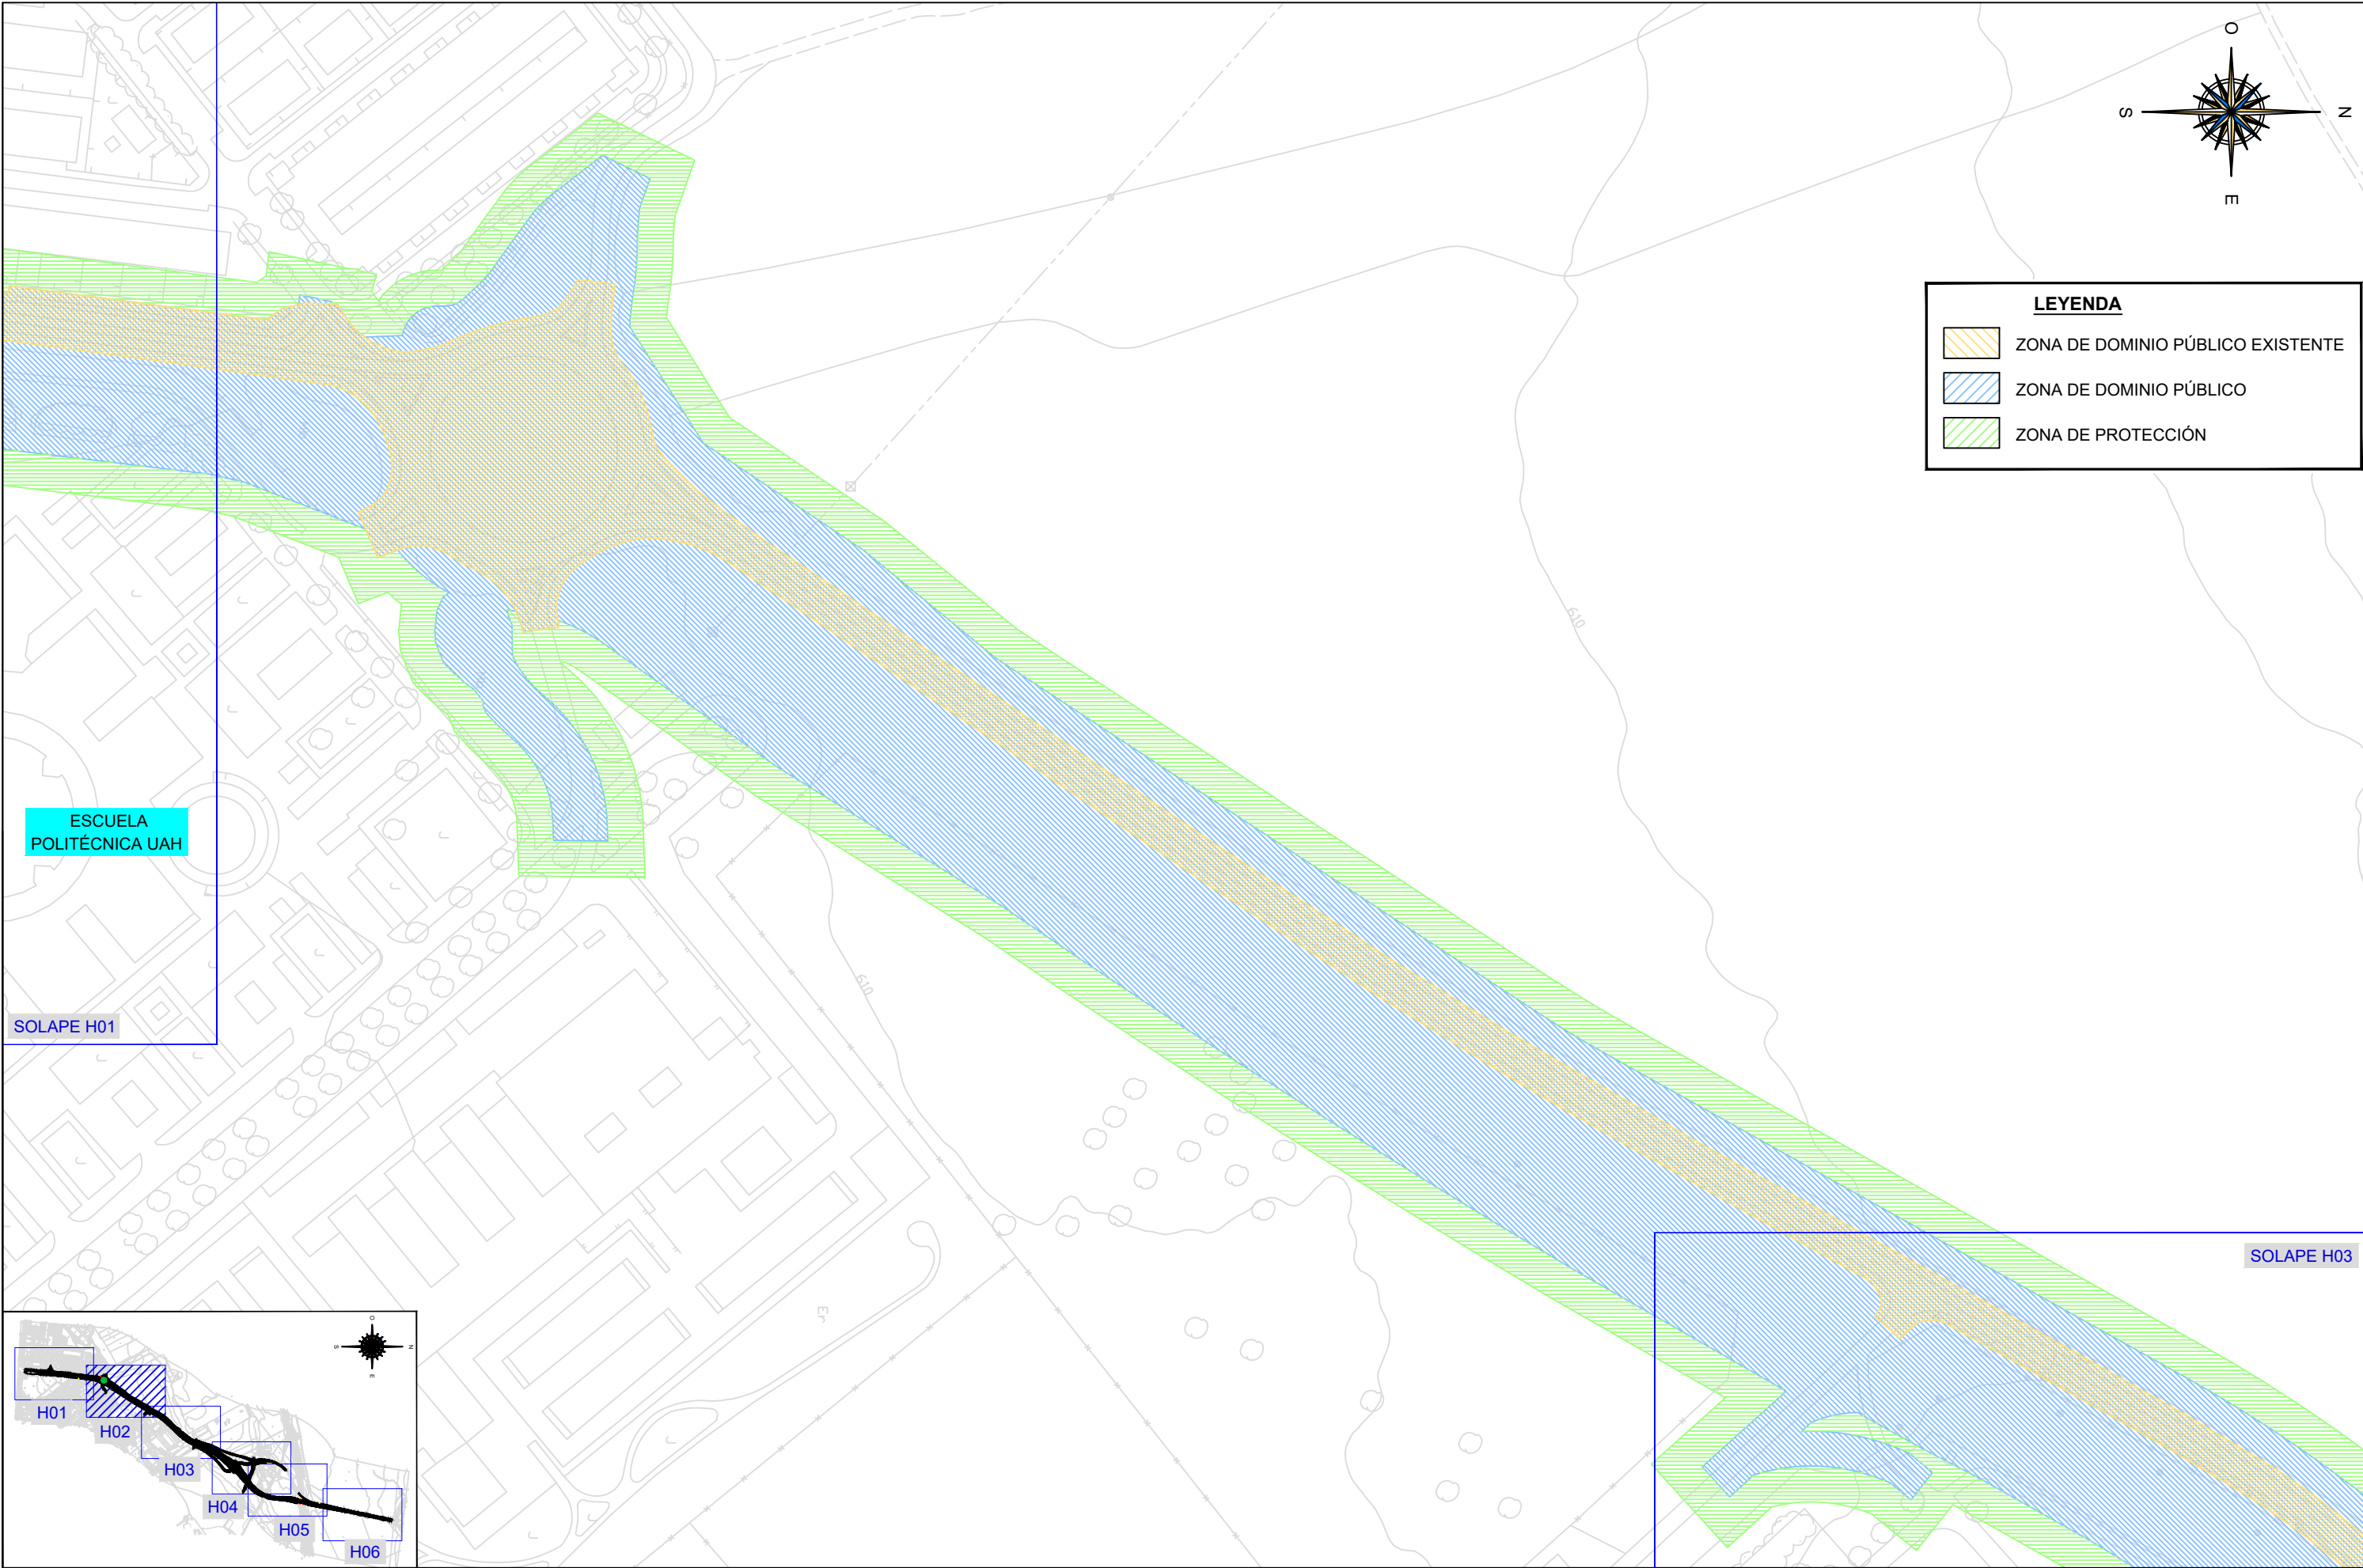 O
S
N
E
LEYENDA
ZONA DE DOMINIO PÚBLICO EXISTENTE
ZONA DE DOMINIO PÚBLICO
ZONA DE PROTECCIÓN
610
ESCUELA
POLITÉCNICA UAH
610
SOLAPE H01
SOLAPE H03
Er
O
S
N
E
H01
H02
H03
H04
H05
H06